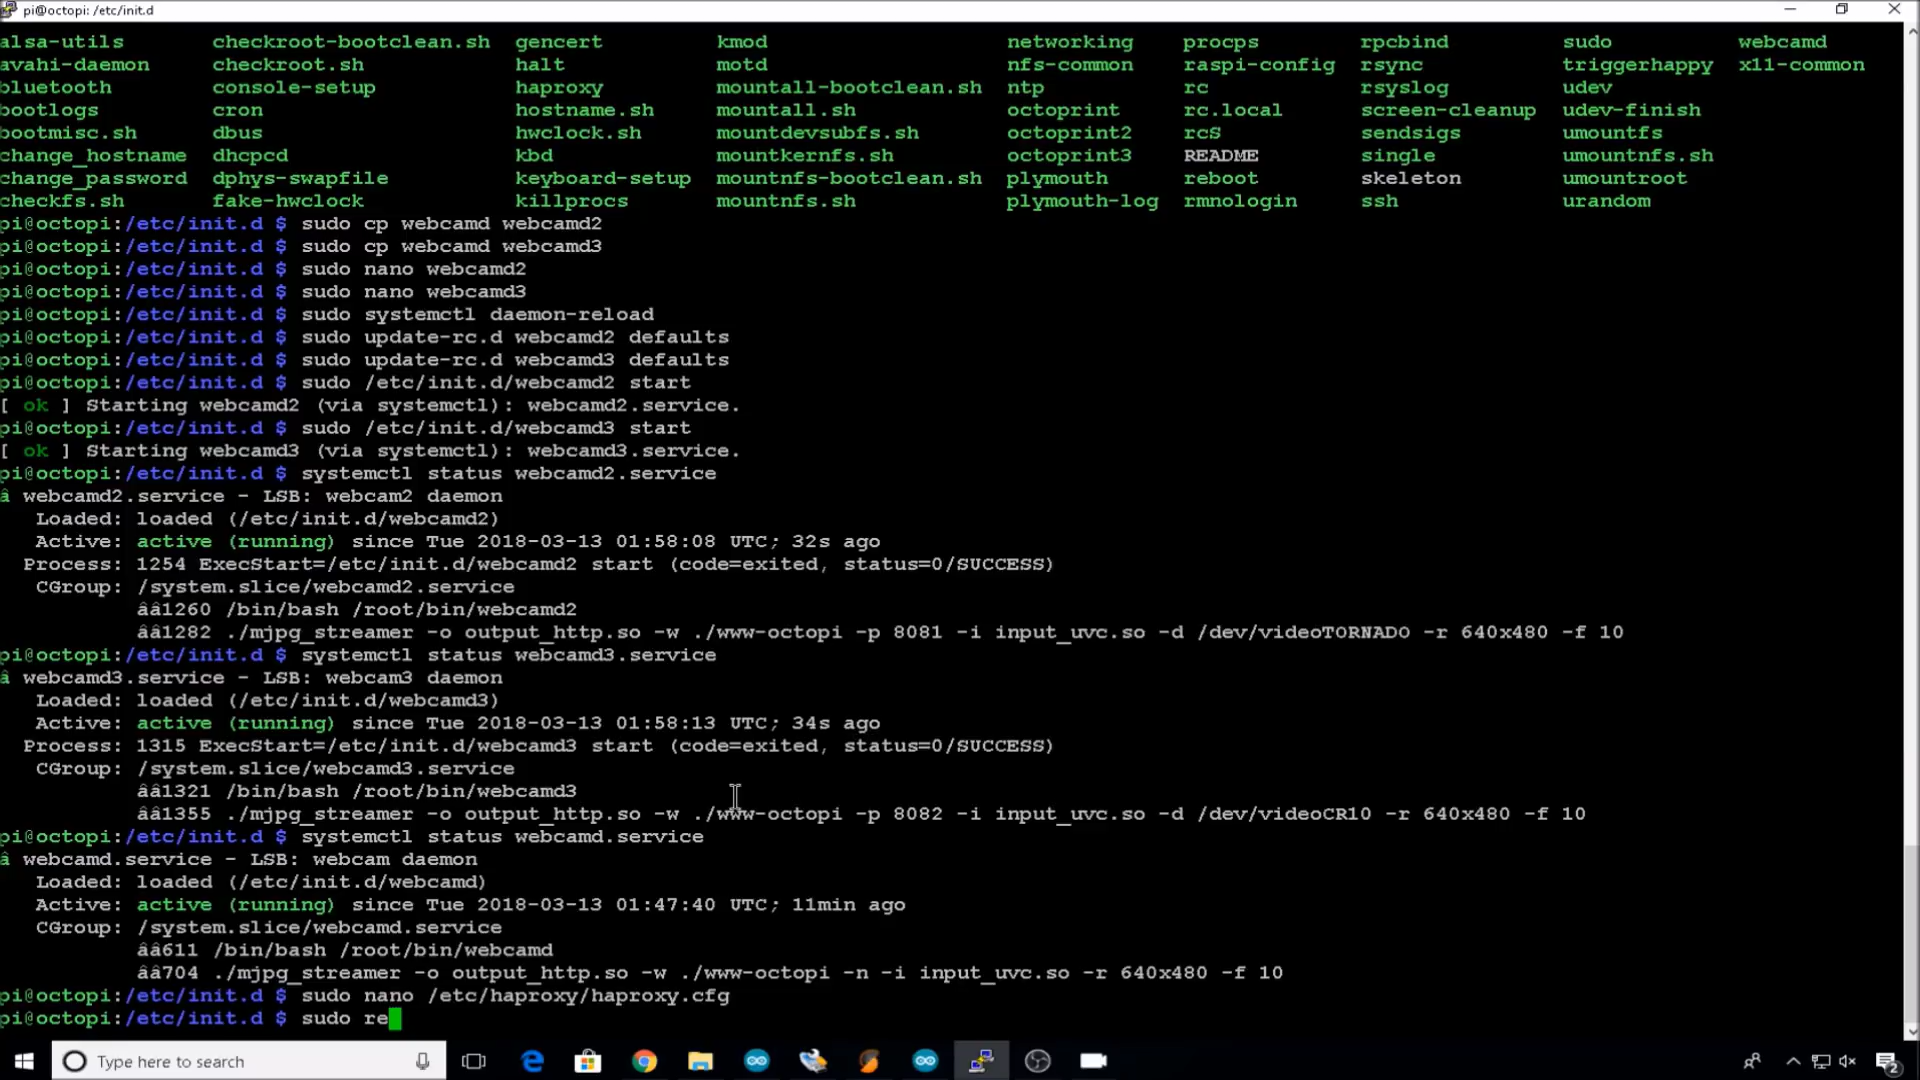 pi@octopi: /etc/init.d
alsa-utils checkroot-bootclean.sh gencert kmod networking procps rpcbind sudo webcamd
avahi-daemon checkroot.sh halt motd nfs-common raspi-config rsync triggerhappy x11-common
bluetooth console-setup haproxy mountall-bootclean.sh ntp rc rsyslog udev
bootlogs cron hostname.sh mountall.sh octoprint rc.local screen-cleanup udev-finish
bootmisc.sh dbus hwclock.sh mountdevsubfs.sh octoprint2 rcS sendsigs umountfs
change_hostname dhcpcd kbd mountkernfs.sh octoprint3 README single umountnfs.sh
change_password dphys-swapfile keyboard-setup mountnfs-bootclean.sh plymouth reboot skeleton umountroot
checkfs.sh fake-hwclock killprocs mountnfs.sh plymouth-log rmnologin ssh urandom
pi@octopi:/etc/init.d $ sudo cp webcamd webcamd2
pi@octopi:/etc/init.d $ sudo cp webcamd webcamd3
pi@octopi:/etc/init.d $ sudo nano webcamd2
pi@octopi:/etc/init.d $ sudo nano webcamd3
pi@octopi:/etc/init.d $ sudo systemctl daemon-reload
pi@octopi:/etc/init.d $ sudo update-rc.d webcamd2 defaults
pi@octopi:/etc/init.d $ sudo update-rc.d webcamd3 defaults
pi@octopi:/etc/init.d $ sudo /etc/init.d/webcamd2 start
[ ok ] Starting webcamd2 (via systemctl): webcamd2.service.
pi@octopi:/etc/init.d $ sudo /etc/init.d/webcamd3 start
[ ok ] Starting webcamd3 (via systemctl): webcamd3.service.
pi@octopi:/etc/init.d $ systemctl status webcamd2.service
â webcamd2.service - LSB: webcam2 daemon
Loaded: loaded (/etc/init.d/webcamd2)
Active: active (running) since Tue 2018-03-13 01:58:08 UTC; 32s ago
Process: 1254 ExecStart=/etc/init.d/webcamd2 start (code=exited, status=0/SUCCESS)
CGroup: /system.slice/webcamd2.service
ââ1260 /bin/bash /root/bin/webcamd2
ââ1282 ./mjpg_streamer -o output_http.so -w ./www-octopi -p 8081 -i input_uvc.so -d /dev/videoTORNADO -r 640x480 -f 10
pi@octopi:/etc/init.d $ systemctl status webcamd3.service
â webcamd3.service - LSB: webcam3 daemon
Loaded: loaded (/etc/init.d/webcamd3)
Active: active (running) since Tue 2018-03-13 01:58:13 UTC; 34s ago
Process: 1315 ExecStart=/etc/init.d/webcamd3 start (code=exited, status=0/SUCCESS)
CGroup: /system.slice/webcamd3.service
ââ1321 /bin/bash /root/bin/webcamd3
ââ1355 ./mjpg_streamer -o output_http.so -w ./www-octopi -p 8082 -i input_uvc.so -d /dev/videoCR10 -r 640x480 -f 10
pi@octopi:/etc/init.d $ systemctl status webcamd.service
â webcamd.service - LSB: webcam daemon
Loaded: loaded (/etc/init.d/webcamd)
Active: active (running) since Tue 2018-03-13 01:47:40 UTC; 11min ago
CGroup: /system.slice/webcamd.service
ââ611 /bin/bash /root/bin/webcamd
ââ704 ./mjpg_streamer -o output_http.so -w ./www-octopi -n -i input_uvc.so -r 640x480 -f 10
pi@octopi:/etc/init.d $ sudo nano /etc/haproxy/haproxy.cfg
pi@octopi:/etc/init.d $ sudo re
Type here to search
2